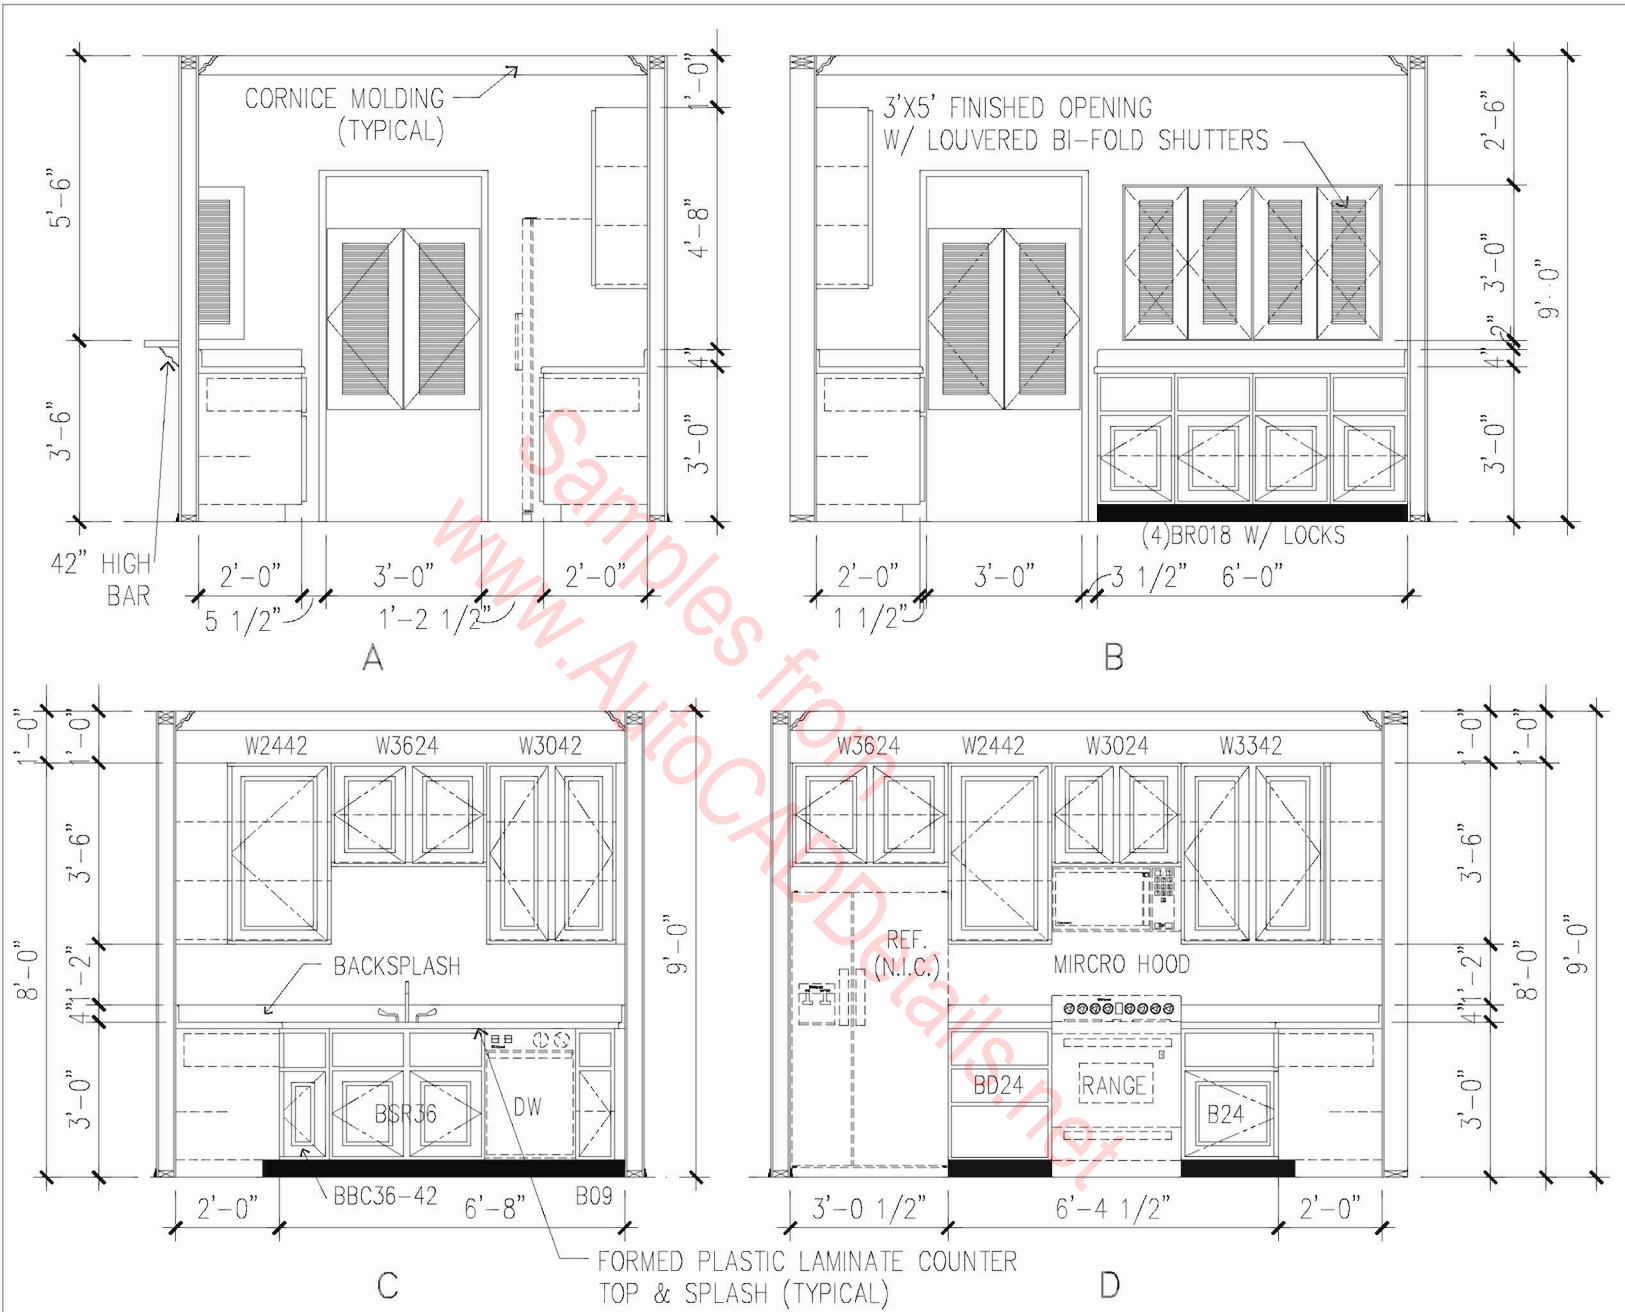 CORNICE MOLDING
(TYPICAL)
5'-6"
3'-6"
1'-0"
4'-8"
4"
3'-0"
42" HIGH
BAR
2'-0"
3'-0"
2'-0"
5 1/2"
1'-2 1/2"
A
3'X5' FINISHED OPENING
W/ LOUVERED BI-FOLD SHUTTERS
2'-6"
3'-0"
2"
4"
3'-0"
9'-0"
(4)BR018 W/ LOCKS
2'-0"
3'-0"
3 1/2"
6'-0"
1 1/2"
B
1'-0"
1'-0"
W2442
W3624
W3042
3'-6"
8'-0"
1'-2"
4"
3'-0"
9'-0"
BACKSPLASH
BSR36
DW
BBC36-42
B09
2'-0"
6'-8"
FORMED PLASTIC LAMINATE COUNTER
TOP & SPLASH (TYPICAL)
C
W3624
W2442
W3024
W3342
1'-0"
1'-0"
3'-6"
1'-2"
4"
3'-0"
8'-0"
9'-0"
REF.
(N.I.C.)
MIRCRO HOOD
BD24
RANGE
B24
3'-0 1/2"
6'-4 1/2"
2'-0"
D
Samples from
www.AutoCADDetails.net